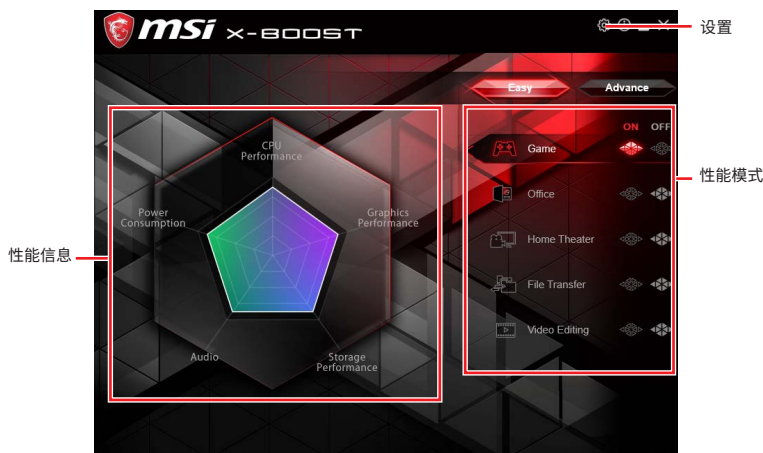 msi X-BOOST
设置
Easy
Advance
ON OFF
Game
Office
Home Theater
File Transfer
Video Editing
性能模式
性能信息
CPU
Performance
Graphics
Performance
Storage
Performance
Audio
Power
Consumption